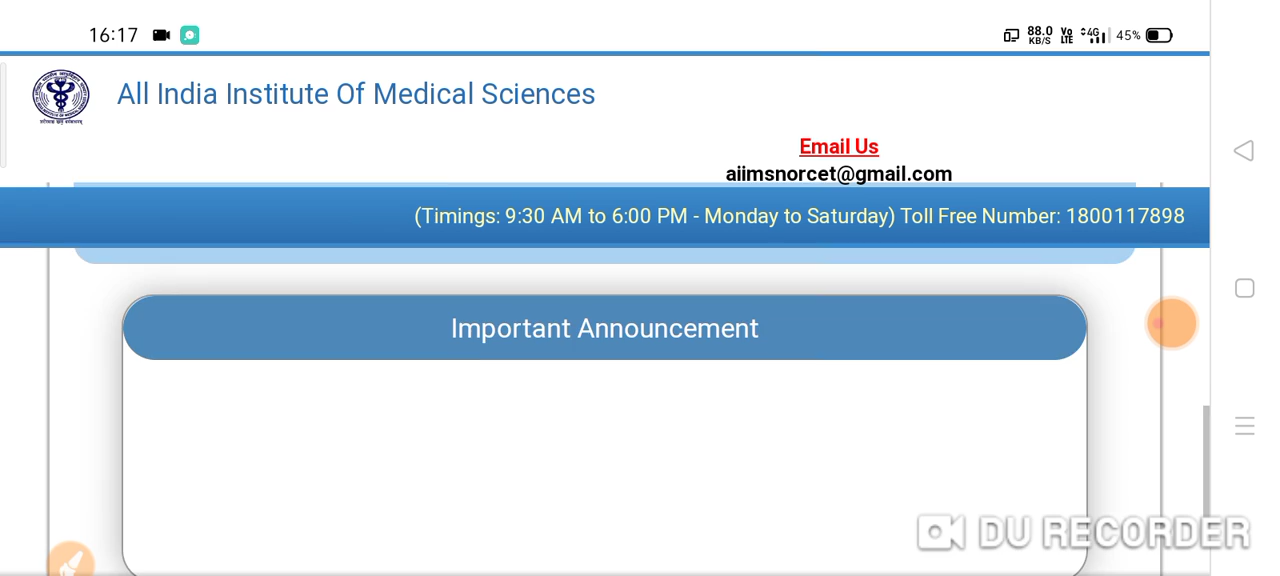 16:17
88.0
KB/S
Vo
LTE
4G
45%
All India Institute Of Medical Sciences
Email Us
aiimsnorcet@gmail.com
(Timings: 9:30 AM to 6:00 PM - Monday to Saturday) Toll Free Number: 1800117898
Important Announcement
DU RECORDER